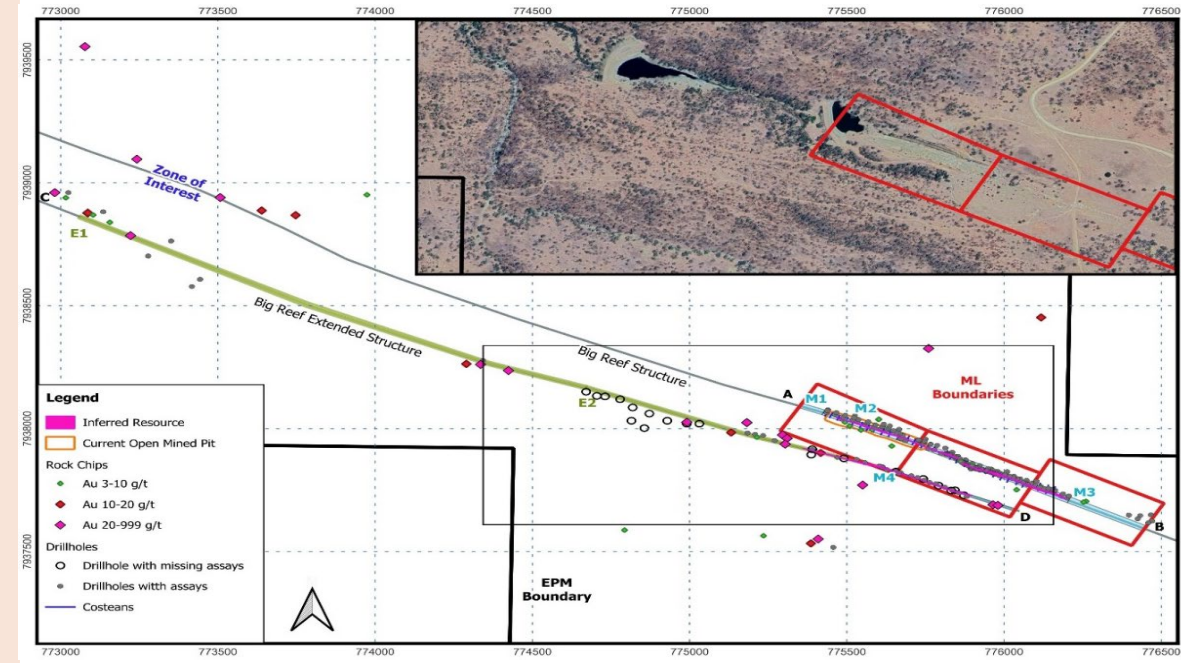 773000 773500 774000 774500 775000 775500 776000 776500
7939500
7939000
7938500
7938000
7937500
Zone of
Interest
C
E1
Big Reef Extended Structure
Big Reef Structure
E2
A
M1
M2
ML
Boundaries
M4
M3
D
B
EPM
Boundary
Legend
Inferred Resource
Current Open Mined Pit
Rock Chips
Au 3-10 g/t
Au 10-20 g/t
Au 20-999 g/t
Drillholes
Drillhole with missing assays
Drillholes witth assays
Costeans
773000 773500 774000 774500 775000 775500 776000 776500